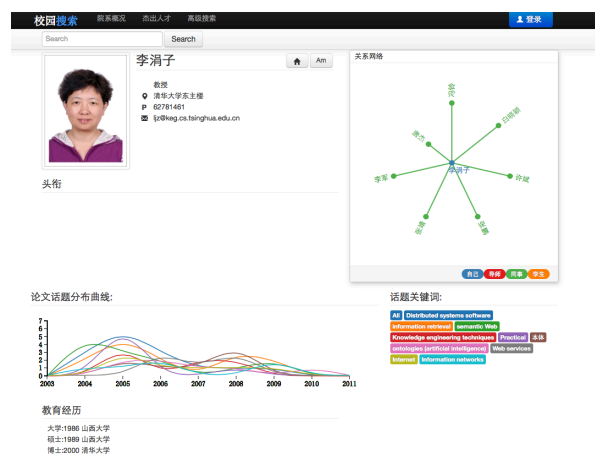 校园搜索 院系概况 杰出人才 高级搜索 登录
Search Search
李涓子 Am
教授
清华大学东主楼
P 62781461
ljz@keg.cs.tsinghua.edu.cn
头衔
关系网络
白硕颖
唐杰
李涓子
李军
许斌
张鹏
自己 导师 同事 学生
论文话题分布曲线:
7
6
5
4
3
2
1
0
2003 2004 2005 2006 2007 2008 2009 2010 2011
话题关键词:
All Distributed systems software
information retrieval semantic Web
Knowledge engineering techniques Practical 本体
ontologies (artificial intelligence) Web services
Internet information networks
教育经历
大学:1986 山西大学
硕士:1989 山西大学
博士:2000 清华大学